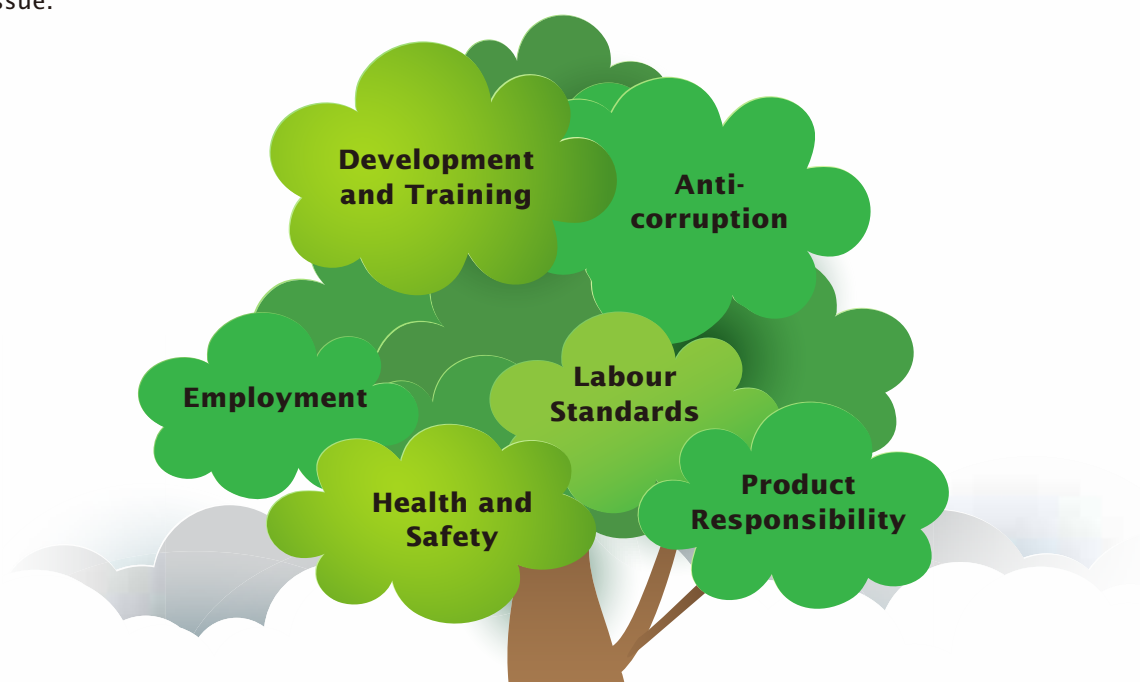 Development
and Training
Anti-
corruption
Employment
Labour
Standards
Health and
Safety
Product
Responsibility